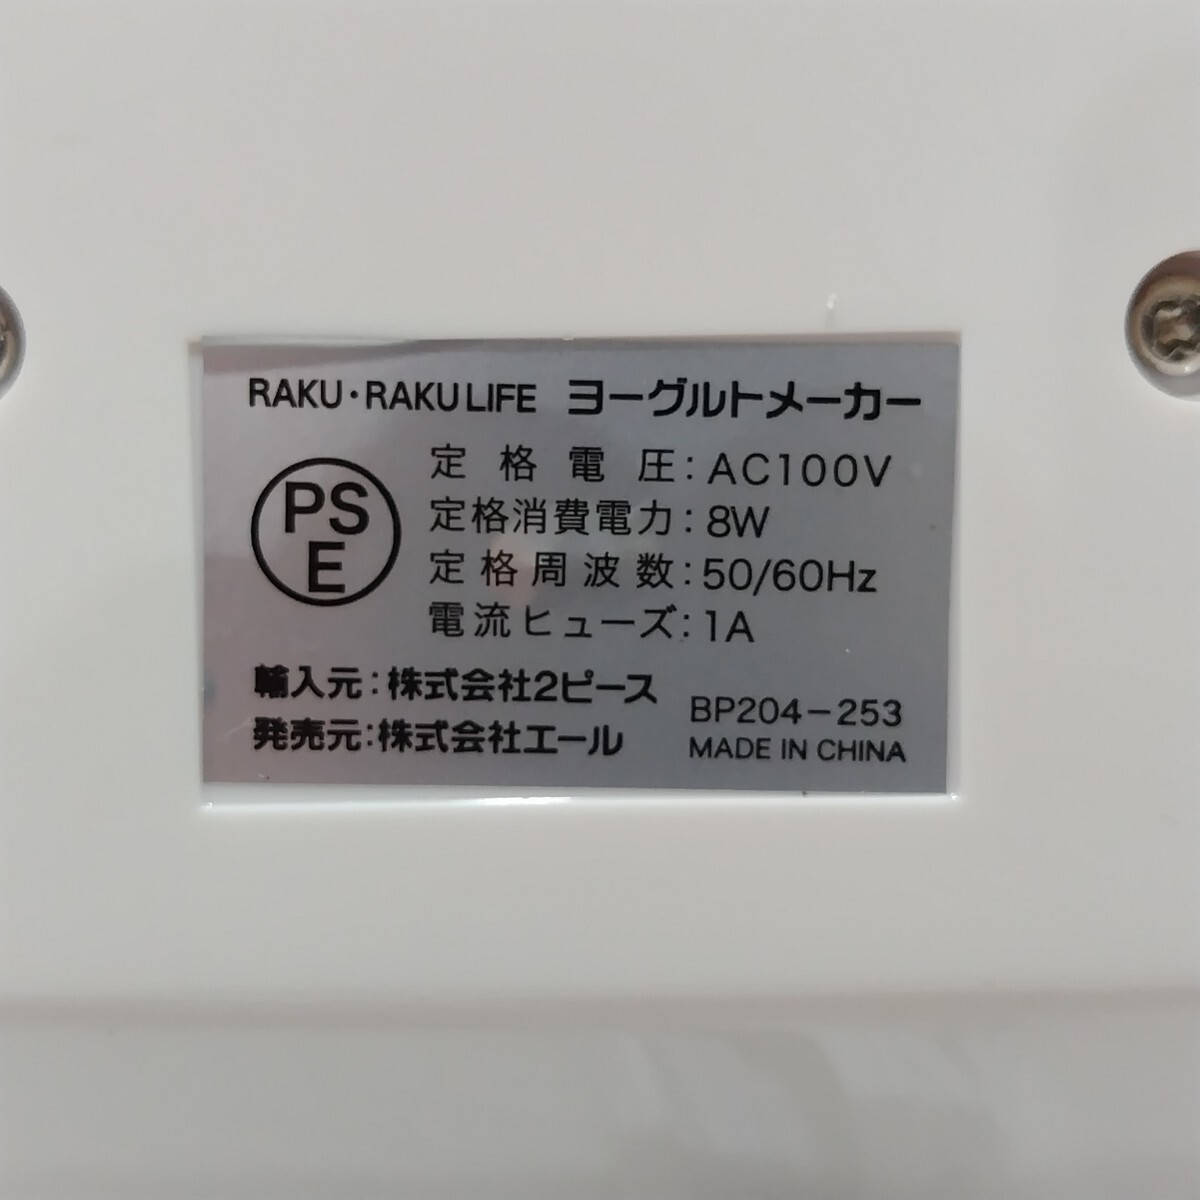 RAKU・RAKU LIFE ヨーグルトメーカー
PS
E
定格電圧:AC100V
定格消費電力:8W
定格周波数:50/60Hz
電流ヒューズ:1A
輸入元:株式会社2ピース
発売元:株式会社エール
BP204-253
MADE IN CHINA